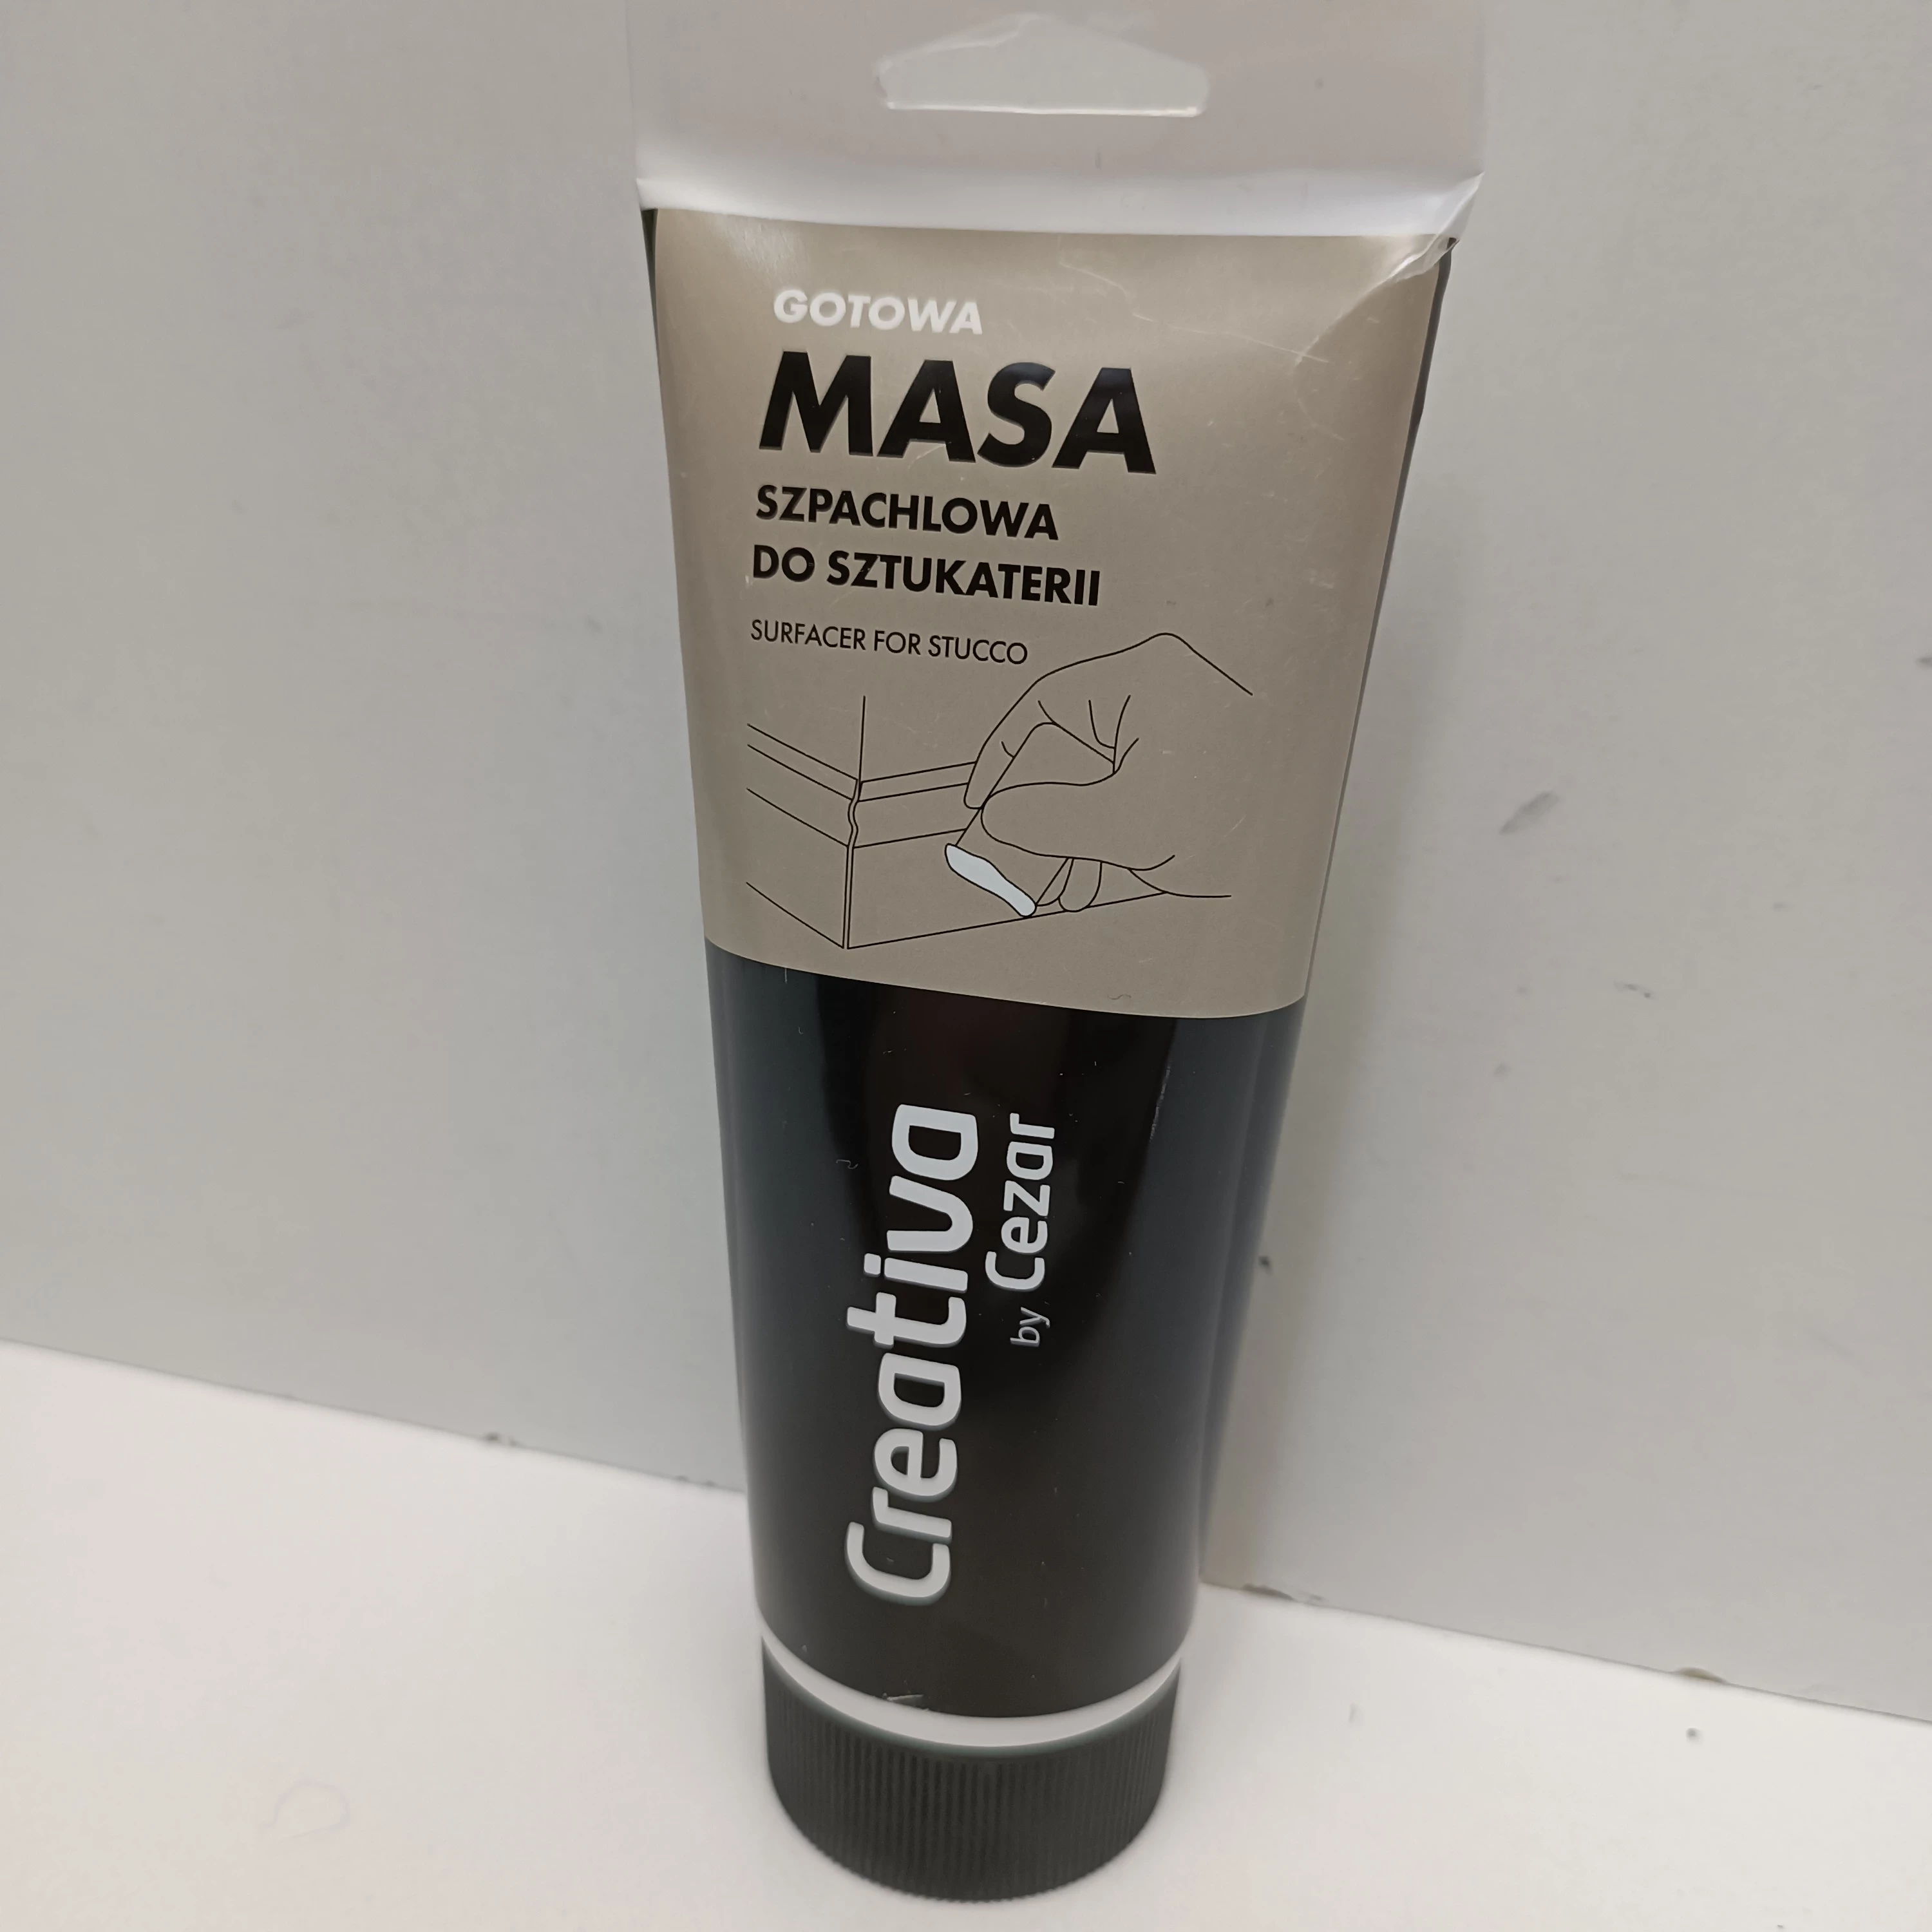 GOTOWA
MASA
SZPACHLOWA
DO SZTUKATERII
SURFACER FOR STUCCO
Creativa
by Cezar